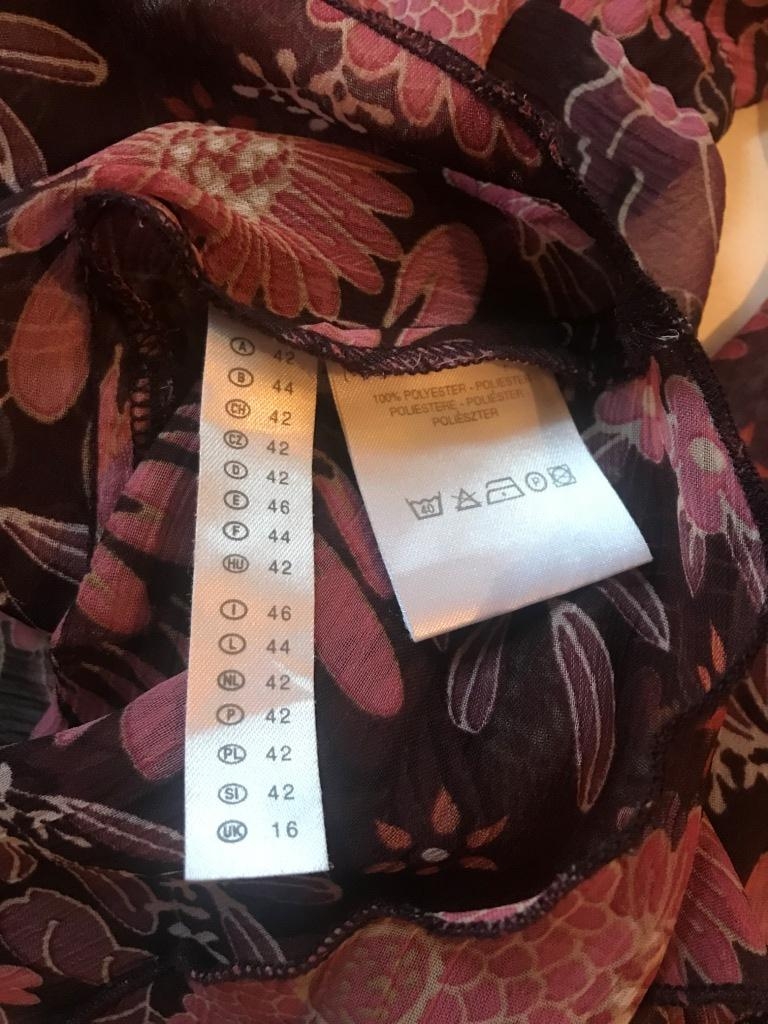 A 42
B 44
CH 42
CZ 42
D 42
E 46
F 44
HU 42
I 46
L 44
NL 42
P 42
PL 42
SI 42
UK 16
100% POLYESTER - POLIESTER
POLIESTERE - POLIÉSTER
POLIÉSZTER
40 P